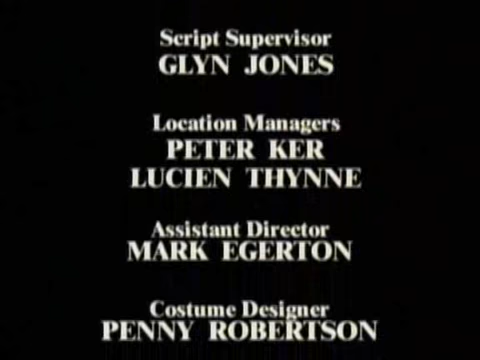 Script Supervisor
GLYN JONES
Location Managers
PETER KER
LUCIEN THYNNE
Assistant Director
MARK EGERTON
Costume Designer
PENNY ROBERTSON